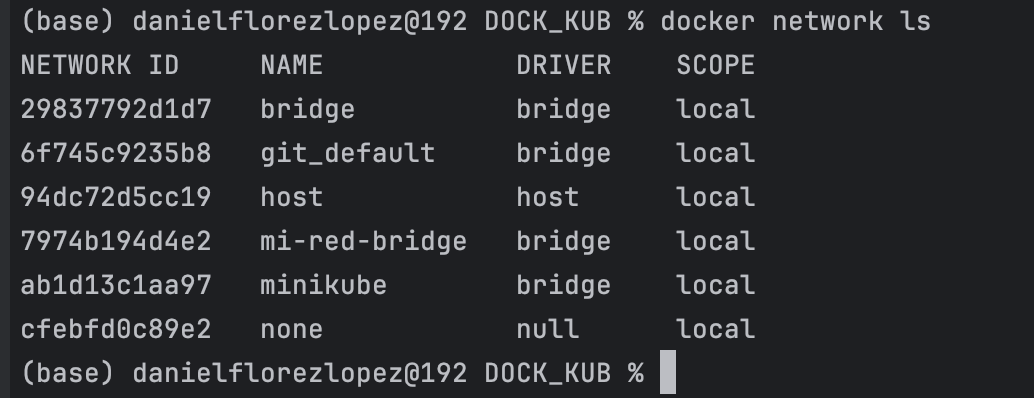 (base) danielflorezlopez@192 DOCK_KUB % docker network ls
NETWORK ID     NAME            DRIVER    SCOPE
29837792d1d7   bridge          bridge    local
6f745c9235b8   git_default     bridge    local
94dc72d5cc19   host            host      local
7974b194d4e2   mi-red-bridge   bridge    local
ab1d13c1aa97   minikube        bridge    local
cfebfd0c89e2   none            null      local
(base) danielflorezlopez@192 DOCK_KUB %